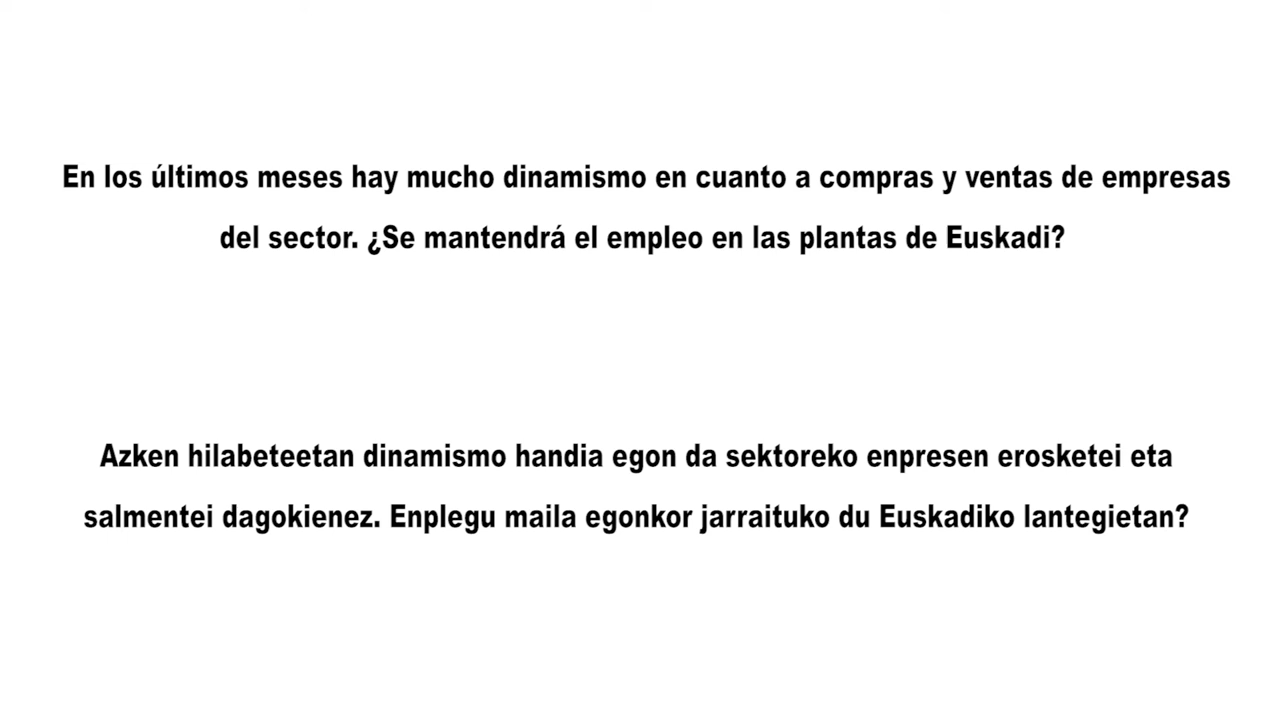 En los últimos meses hay mucho dinamismo en cuanto a compras y ventas de empresas
del sector. ¿Se mantendrá el empleo en las plantas de Euskadi?
Azken hilabeteetan dinamismo handia egon da sektoreko enpresen erosketei eta
salmentei dagokienez. Enplegu maila egonkor jarraituko du Euskadiko lantegietan?